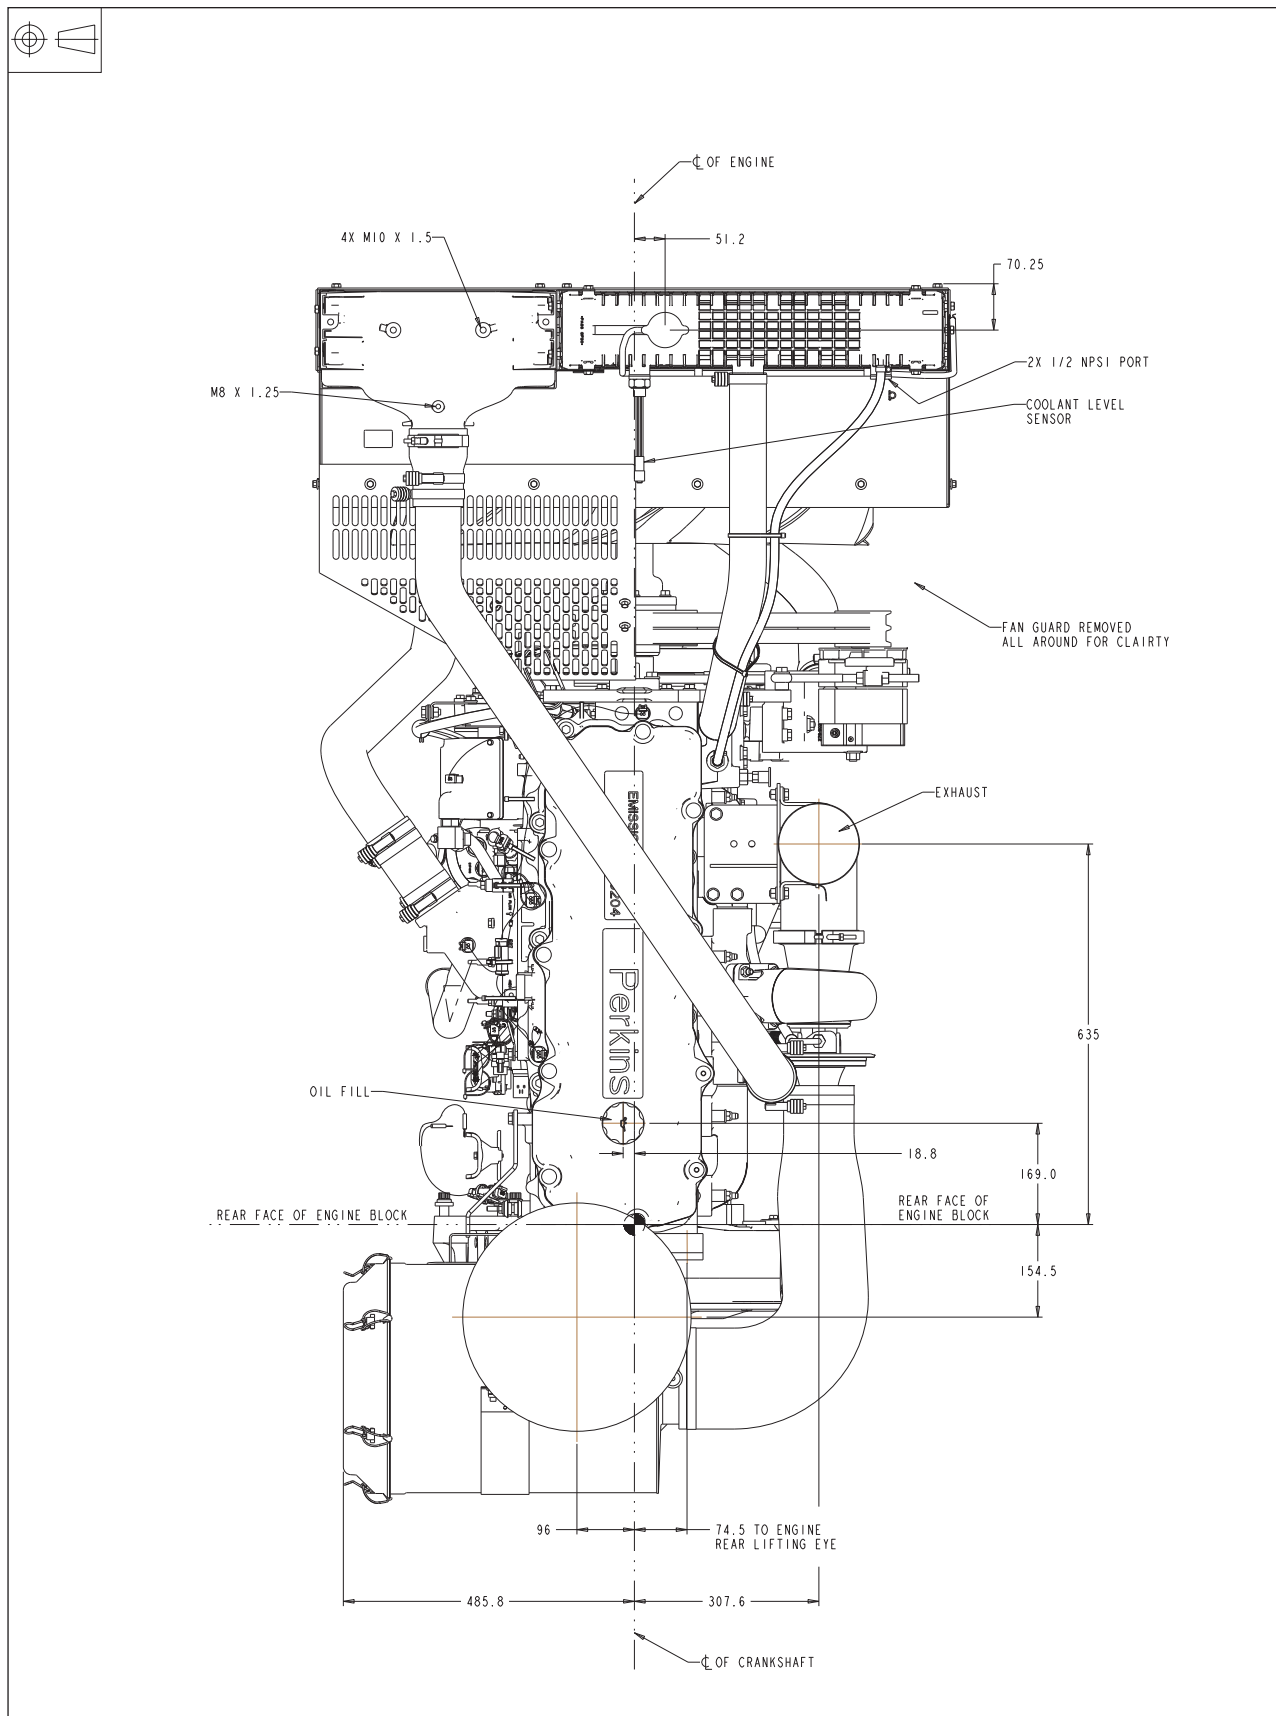 ℄ OF ENGINE
4X M10 X 1.5
51.2
70.25
2X 1/2 NPSI PORT
M8 X 1.25
COOLANT LEVEL
SENSOR
FAN GUARD REMOVED
ALL AROUND FOR CLAIRTY
EXHAUST
Perkins
635
OIL FILL
18.8
169.0
REAR FACE OF ENGINE BLOCK
REAR FACE OF
ENGINE BLOCK
154.5
96
74.5 TO ENGINE
REAR LIFTING EYE
485.8
307.6
℄ OF CRANKSHAFT